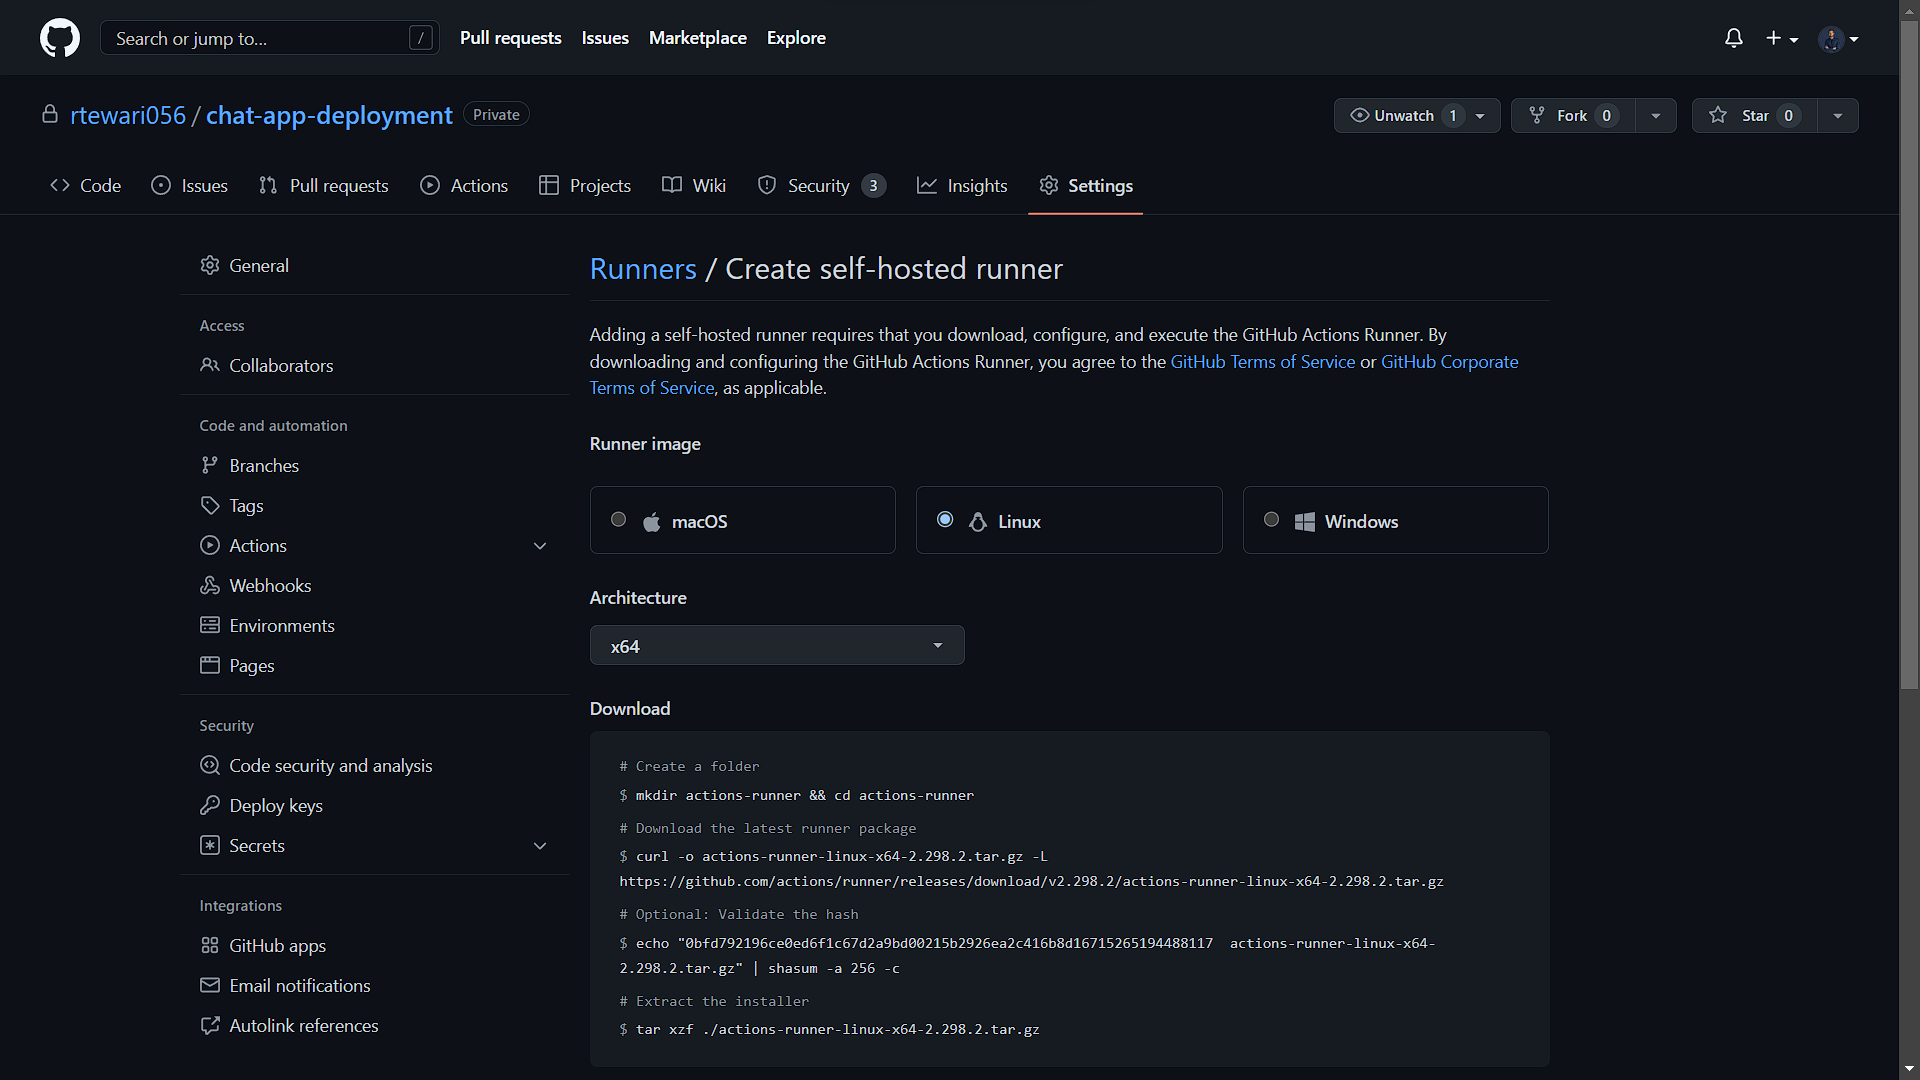 Search or jump to... /
Pull requests Issues Marketplace Explore
rtewari056 / chat-app-deployment Private
Unwatch 1 Fork 0 Star 0
Code Issues Pull requests Actions Projects Wiki Security 3 Insights Settings
General
Access
Collaborators
Code and automation
Branches
Tags
Actions
Webhooks
Environments
Pages
Security
Code security and analysis
Deploy keys
Secrets
Integrations
GitHub apps
Email notifications
Autolink references
Runners / Create self-hosted runner
Adding a self-hosted runner requires that you download, configure, and execute the GitHub Actions Runner. By
downloading and configuring the GitHub Actions Runner, you agree to the GitHub Terms of Service or GitHub Corporate
Terms of Service, as applicable.
Runner image
macOS Linux Windows
Architecture
x64
Download
# Create a folder
$ mkdir actions-runner && cd actions-runner
# Download the latest runner package
$ curl -o actions-runner-linux-x64-2.298.2.tar.gz -L
https://github.com/actions/runner/releases/download/v2.298.2/actions-runner-linux-x64-2.298.2.tar.gz
# Optional: Validate the hash
$ echo "0bfd792196ce0ed6f1c67d2a9bd00215b2926ea2c416b8d16715265194488117  actions-runner-linux-x64-
2.298.2.tar.gz" | shasum -a 256 -c
# Extract the installer
$ tar xzf ./actions-runner-linux-x64-2.298.2.tar.gz